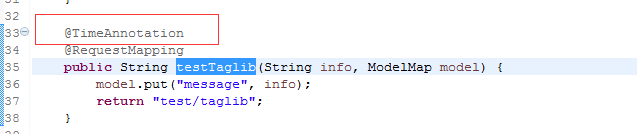 32
33 @TimeAnnotation
34 @RequestMapping
35 public String testTaglib(String info, ModelMap model) {
36 model.put("message", info);
37 return "test/taglib";
38 }